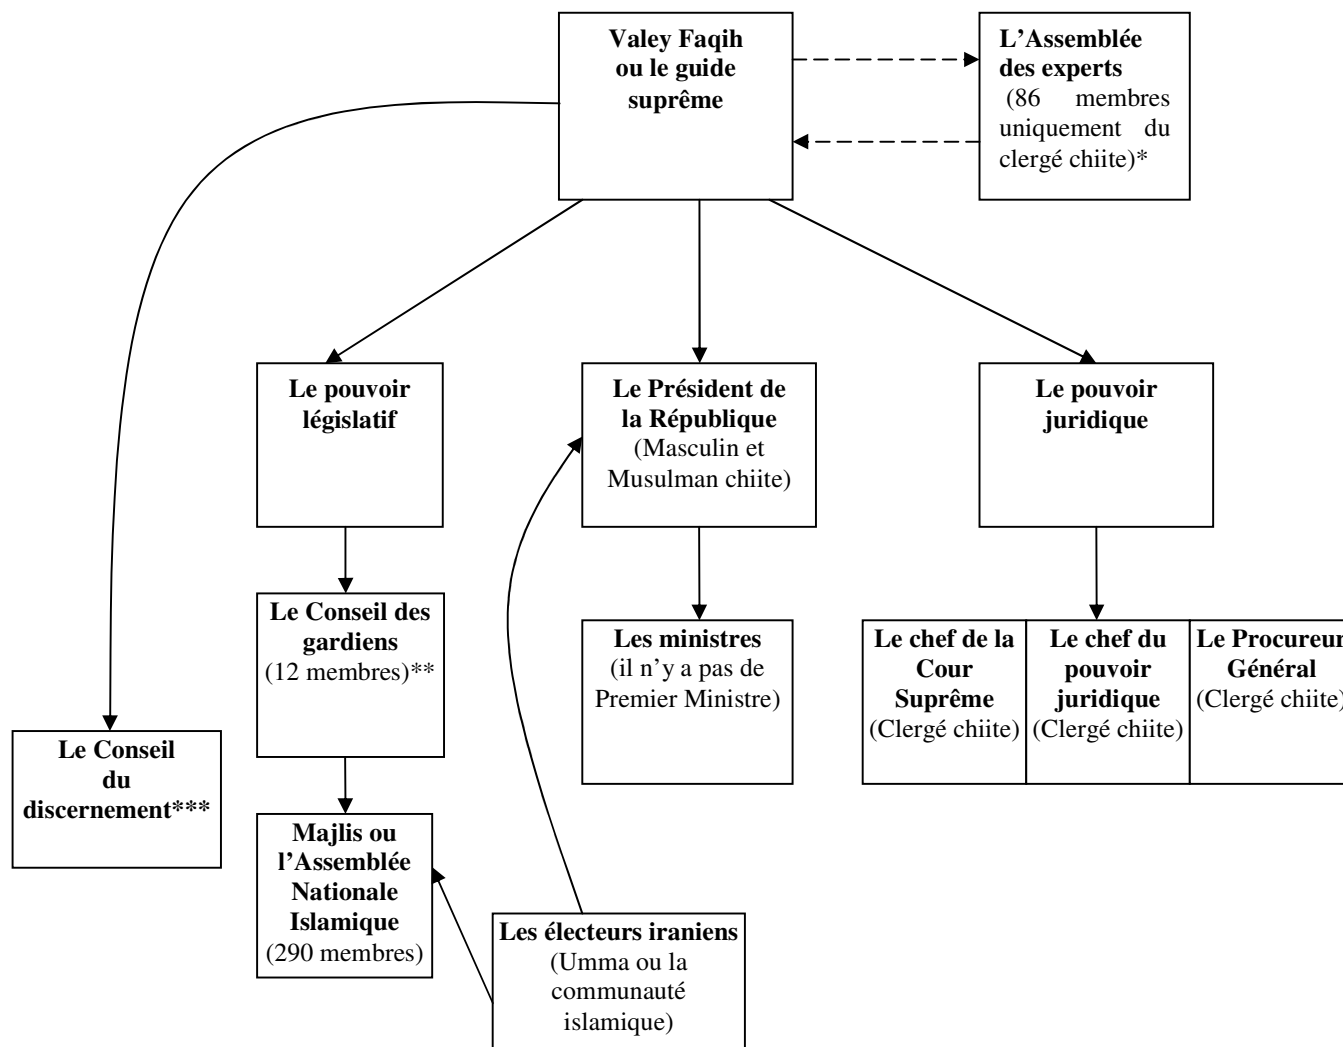 Valey Faqih
ou le guide
suprême
L'Assemblée
des experts
(86 membres
uniquement du
clergé chiite)*
Le pouvoir
législatif
Le Président de
la République
(Masculin et
Musulman chiite)
Le pouvoir
juridique
Le Conseil des
gardiens
(12 membres)**
Les ministres
(il n'y a pas de
Premier Ministre)
Le chef de la
Cour
Suprême
(Clergé chiite)
Le chef du
pouvoir
juridique
(Clergé chiite)
Le Procureur
Général
(Clergé chiite)
Le Conseil
du
discernement***
Majlis ou
l'Assemblée
Nationale
Islamique
(290 membres)
Les électeurs iraniens
(Umma ou la
communauté
islamique)